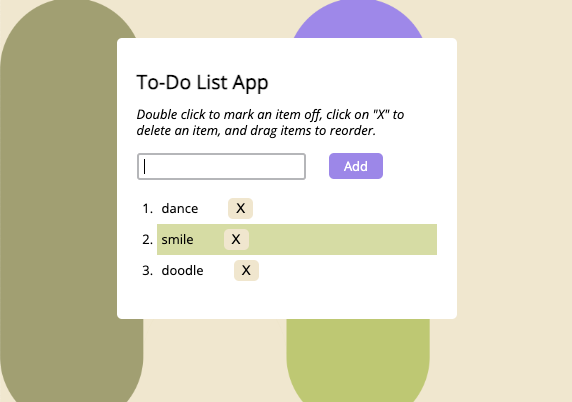 To-Do List App
Double click to mark an item off, click on "X" to
delete an item, and drag items to reorder.
Add
1. dance X
2. smile X
3. doodle X